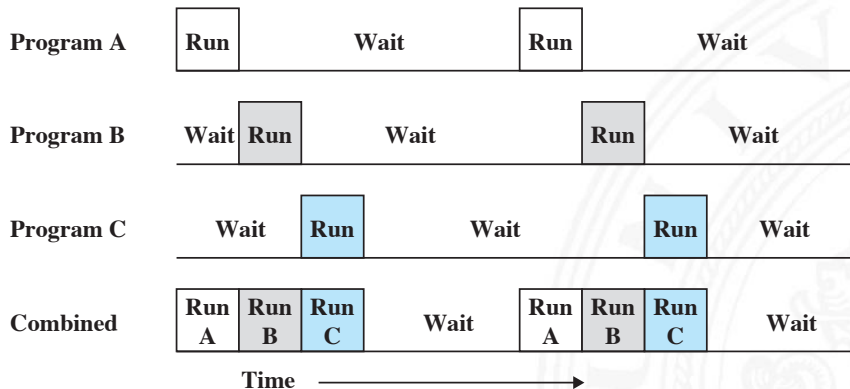 Program A Run Wait Run Wait
Program B Wait Run Wait Run Wait
Program C Wait Run Wait Run Wait
Combined Run A Run B Run C Wait Run A Run B Run C Wait
Time